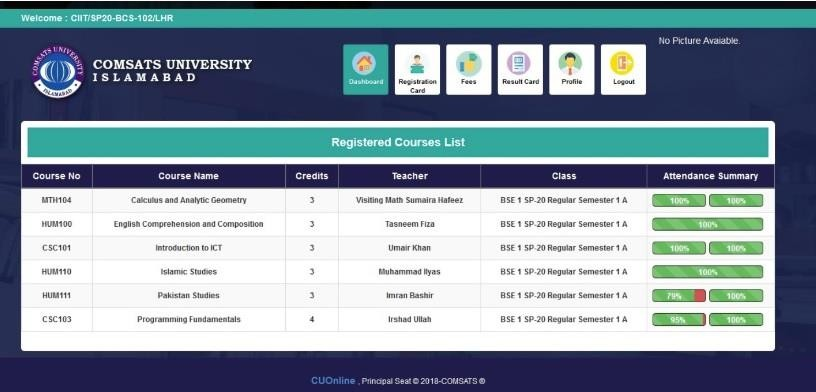 Welcome : CIIT/SP20-BCS-102/LHR
No Picture Avaiable.
COMSATS UNIVERSITY
ISLAMABAD
COMSATS UNIVERSITY
ISLAMABAD
Dashboard Registration Card Fees Result Card Profile Logout
Registered Courses List
Course No Course Name Credits Teacher Class Attendance Summary
MTH104 Calculus and Analytic Geometry 3 Visiting Math Sumaira Hafeez BSE 1 SP-20 Regular Semester 1 A 100% 100%
HUM100 English Comprehension and Composition 3 Tasneem Fiza BSE 1 SP-20 Regular Semester 1 A 100%
CSC101 Introduction to ICT 3 Umair Khan BSE 1 SP-20 Regular Semester 1 A 100% 100%
HUM110 Islamic Studies 3 Muhammad Ilyas BSE 1 SP-20 Regular Semester 1 A 100%
HUM111 Pakistan Studies 3 Imran Bashir BSE 1 SP-20 Regular Semester 1 A 79% 100%
CSC103 Programming Fundamentals 4 Irshad Ullah BSE 1 SP-20 Regular Semester 1 A 95% 100%
CUOnline , Principal Seat © 2018-COMSATS ®